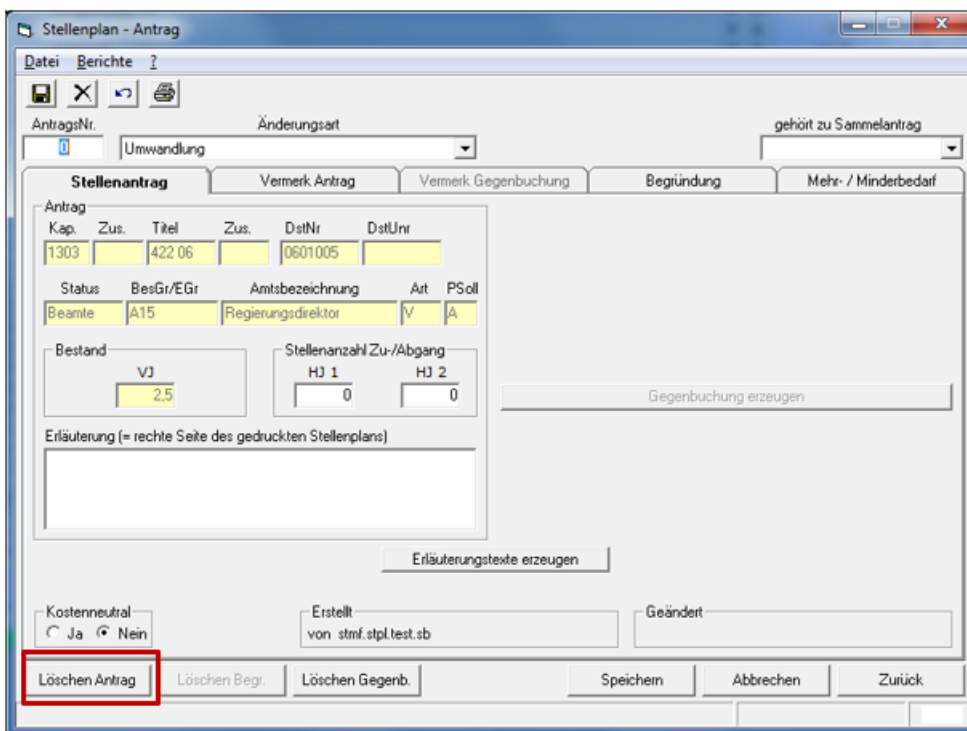 Stellenplan - Antrag
Datei Berichte ?
AntragsNr. Änderungsart gehört zu Sammelantrag
0 Umwandlung
Stellenantrag Vermerk Antrag Vermerk Gegenbuchung Begründung Mehr- / Minderbedarf
Antrag
Kap. Zus. Titel Zus. DstNr DstUnr
1303 422 06 0601005
Status BesGr/EGr Amtsbezeichnung Art PSoll
Beamte A15 Regierungsdirektor V A
Bestand Stellenanzahl Zu-/Abgang
VJ HJ 1 HJ 2
2,5 0 0
Gegenbuchung erzeugen
Erläuterung (= rechte Seite des gedruckten Stellenplans)
Erläuterungstexte erzeugen
Kostenneutral Erstellt Geändert
Ja Nein von stmf.stpl.test.sb
Löschen Antrag Löschen Begr. Löschen Gegenb. Speichern Abbrechen Zurück